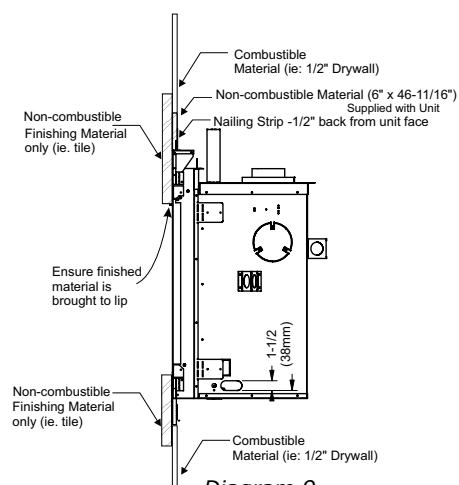 Combustible
Material (ie: 1/2" Drywall)
Non-combustible Material (6" x 46-11/16")
Supplied with Unit
Nailing Strip -1/2" back from unit face
Non-combustible
Finishing Material
only (ie. tile)
Ensure finished
material is
brought to lip
1-1/2
(38mm)
Non-combustible
Finishing Material
only (ie. tile)
Combustible
Material (ie: 1/2" Drywall)